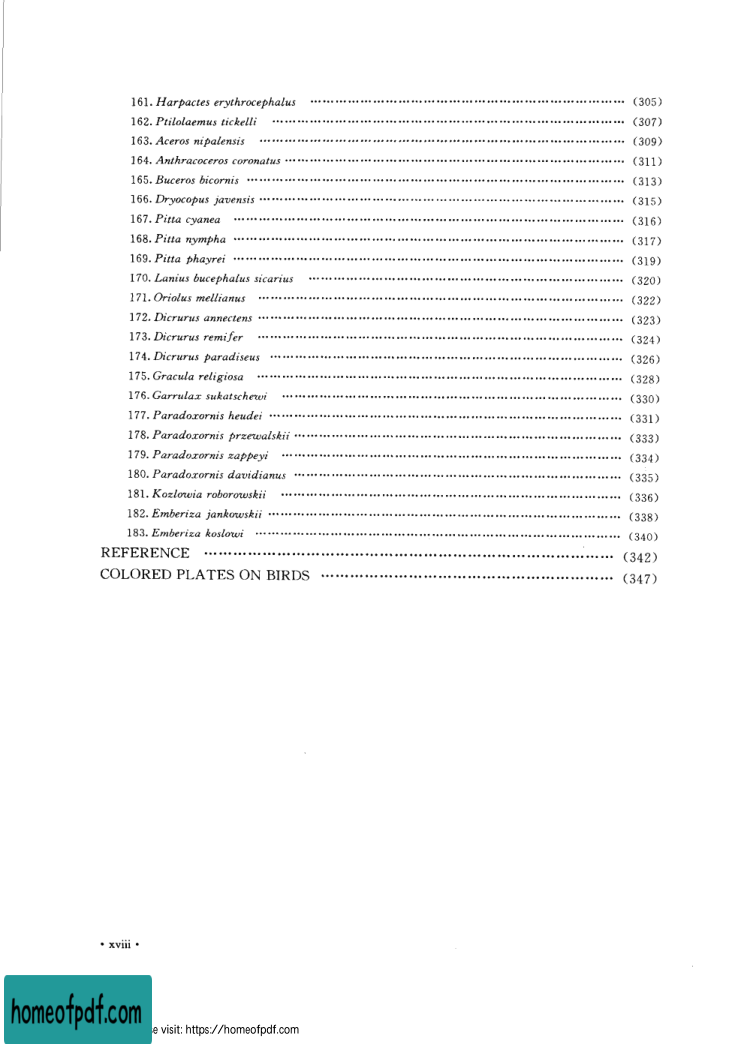 161. Harpactes erythrocephalus ………………………………………………………………… (305)
162. Ptilolaemus tickelli ………………………………………………………………… (307)
163. Aceros nipalensis ………………………………………………………………… (309)
164. Anthracoceros coronatus ………………………………………………………………… (311)
165. Buceros bicornis ………………………………………………………………… (313)
166. Dryocopus javensis ………………………………………………………………… (315)
167. Pitta cyanea ………………………………………………………………… (316)
168. Pitta nympha ………………………………………………………………… (317)
169. Pitta phayrei ………………………………………………………………… (319)
170. Lanius bucephalus sicarius ………………………………………………………………… (320)
171. Oriolus mellianus ………………………………………………………………… (322)
172. Dicrurus annectens ………………………………………………………………… (323)
173. Dicrurus remifer ………………………………………………………………… (324)
174. Dicrurus paradiseus ………………………………………………………………… (326)
175. Gracula religiosa ………………………………………………………………… (328)
176. Garrulax sukatschewi ………………………………………………………………… (330)
177. Paradoxornis heudei ………………………………………………………………… (331)
178. Paradoxornis przewalskii ………………………………………………………………… (333)
179. Paradoxornis zappeyi ………………………………………………………………… (334)
180. Paradoxornis davidianus ………………………………………………………………… (335)
181. Kozlowia roborowskii ………………………………………………………………… (336)
182. Emberiza jankowskii ………………………………………………………………… (338)
183. Emberiza koslowi ………………………………………………………………… (340)
REFERENCE ………………………………………………………………… (342)
COLORED PLATES ON BIRDS ………………………………………………… (347)
• xviii •
homeofpdf.com
e visit: https://homeofpdf.com